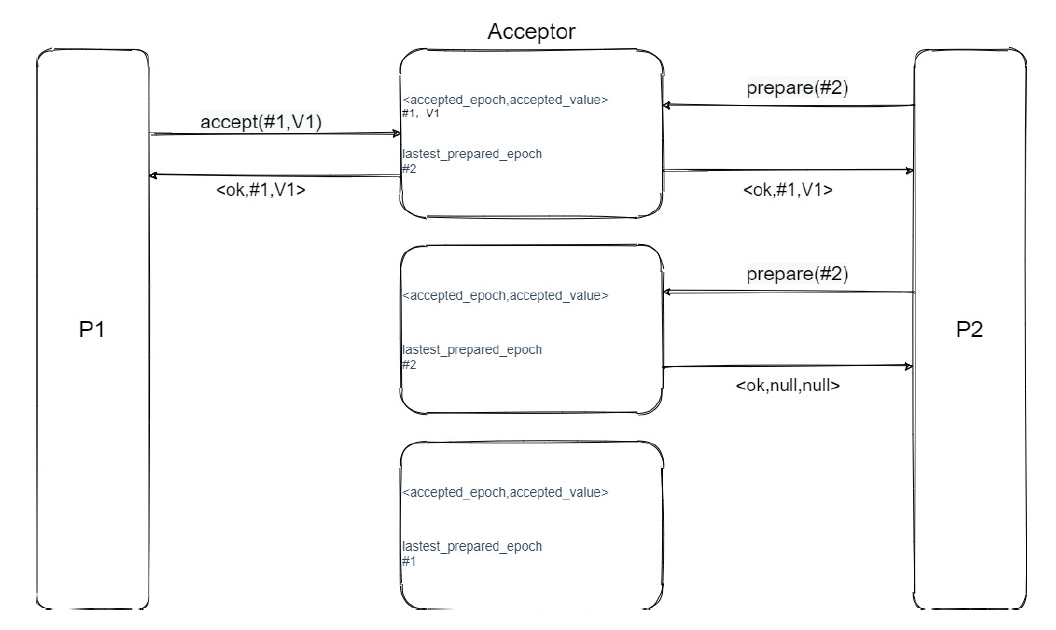 Acceptor
<accepted_epoch,accepted_value>
#1, V1
lastest_prepared_epoch
#2
accept(#1,V1)
<ok,#1,V1>
prepare(#2)
<ok,#1,V1>
P1
<accepted_epoch,accepted_value>
lastest_prepared_epoch
#2
prepare(#2)
<ok,null,null>
P2
<accepted_epoch,accepted_value>
lastest_prepared_epoch
#1